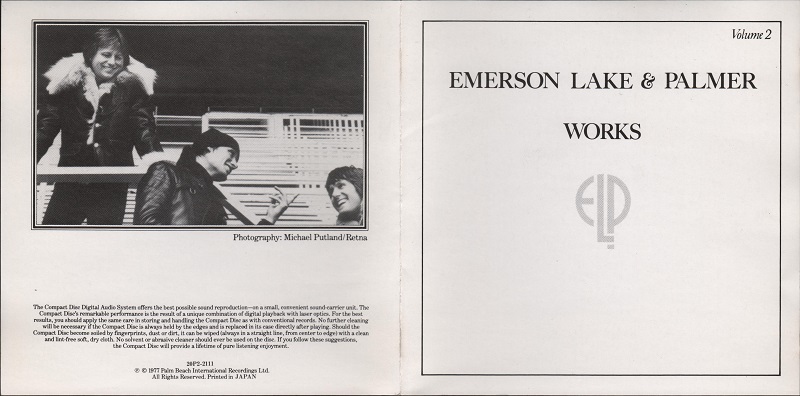 Photography: Michael Putland/Retna
The Compact Disc Digital Audio System offers the best possible sound reproduction—on a small, convenient sound-carrier unit. The
Compact Disc's remarkable performance is the result of a unique combination of digital playback with laser optics. For the best
results, you should apply the same care in storing and handling the Compact Disc as with conventional records. No further cleaning
will be necessary if the Compact Disc is always held by the edges and is replaced in its case directly after playing. Should the
Compact Disc become soiled by fingerprints, dust or dirt, it can be wiped (always in a straight line, from center to edge) with a clean
and lint-free soft, dry cloth. No solvent or abrasive cleaner should ever be used on the disc. If you follow these suggestions,
the Compact Disc will provide a lifetime of pure listening enjoyment.
20P2-2111
℗ © 1977 Palm Beach International Recordings Ltd.
All Rights Reserved. Printed in JAPAN
Volume 2
EMERSON LAKE & PALMER
WORKS
ELP